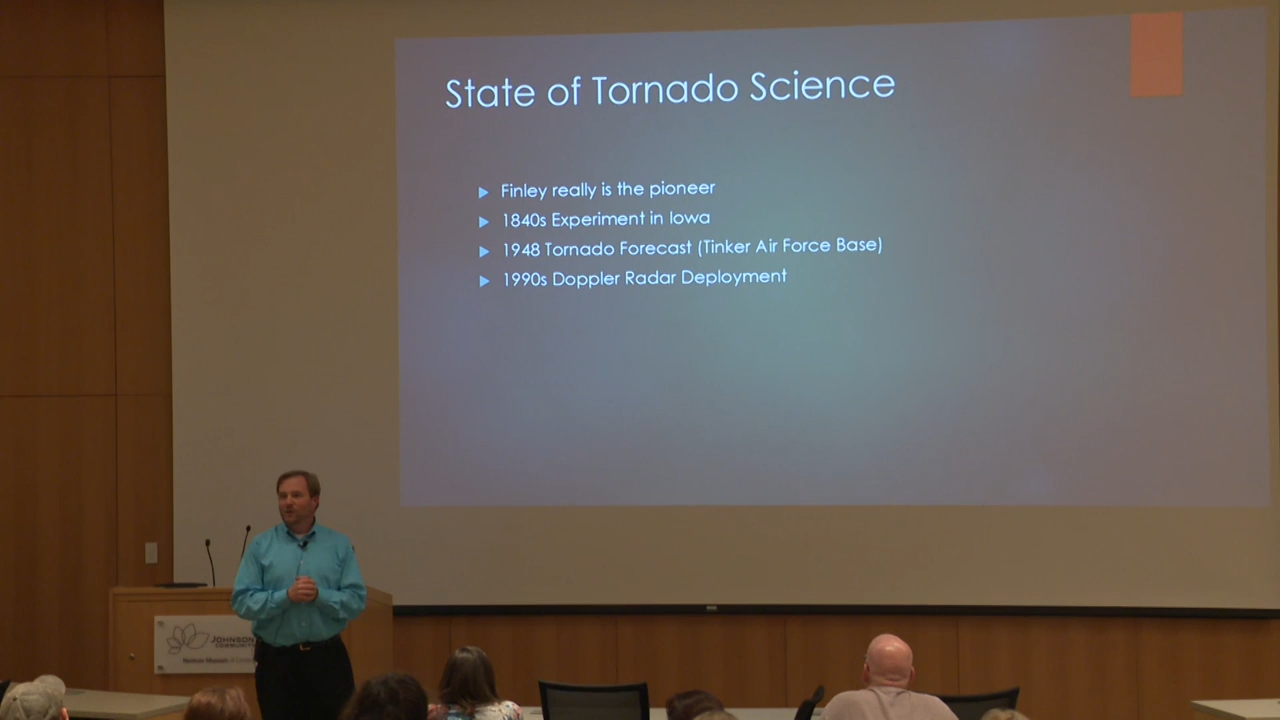 State of Tornado Science
Finley really is the pioneer
1840s Experiment in Iowa
1948 Tornado Forecast (Tinker Air Force Base)
1990s Doppler Radar Deployment
JOHNSON
Museum